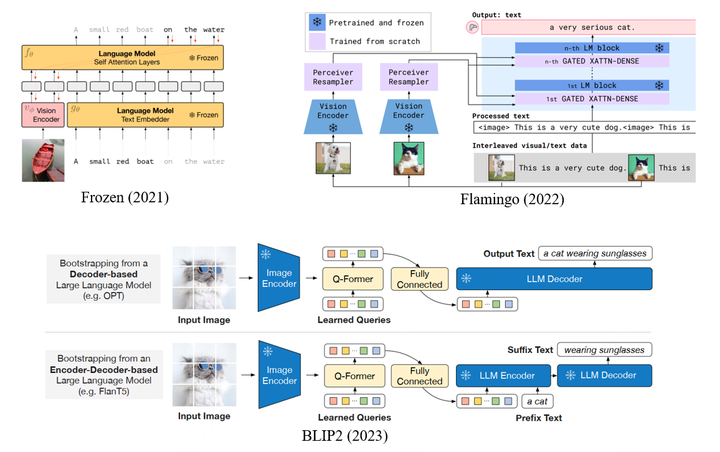 A small red boat on the water
fθ
Language Model
Self Attention Layers
Frozen
vφ
Vision
Encoder
gθ
Language Model
Text Embedder
Frozen
A small red boat on the water
Frozen (2021)
Pretrained and frozen
Trained from scratch
Perceiver
Resampler
Perceiver
Resampler
Vision
Encoder
Vision
Encoder
Output: text
a very serious cat.
n-th LM block
n-th GATED XATTN-DENSE
1st LM block
1st GATED XATTN-DENSE
Processed text
<image> This is a very cute dog.<image> This is
Interleaved visual/text data
This is a very cute dog.
This is
Flamingo (2022)
Bootstrapping from a
Decoder-based
Large Language Model
(e.g. OPT)
Input Image
Image
Encoder
...
Q-Former
...
Learned Queries
Fully
Connected
Output Text
a cat wearing sunglasses
LLM Decoder
...
Bootstrapping from an
Encoder-Decoder-based
Large Language Model
(e.g. FlanT5)
Input Image
Image
Encoder
...
Q-Former
...
Learned Queries
Fully
Connected
Suffix Text
wearing sunglasses
LLM Encoder
LLM Decoder
...
a cat
Prefix Text
BLIP2 (2023)